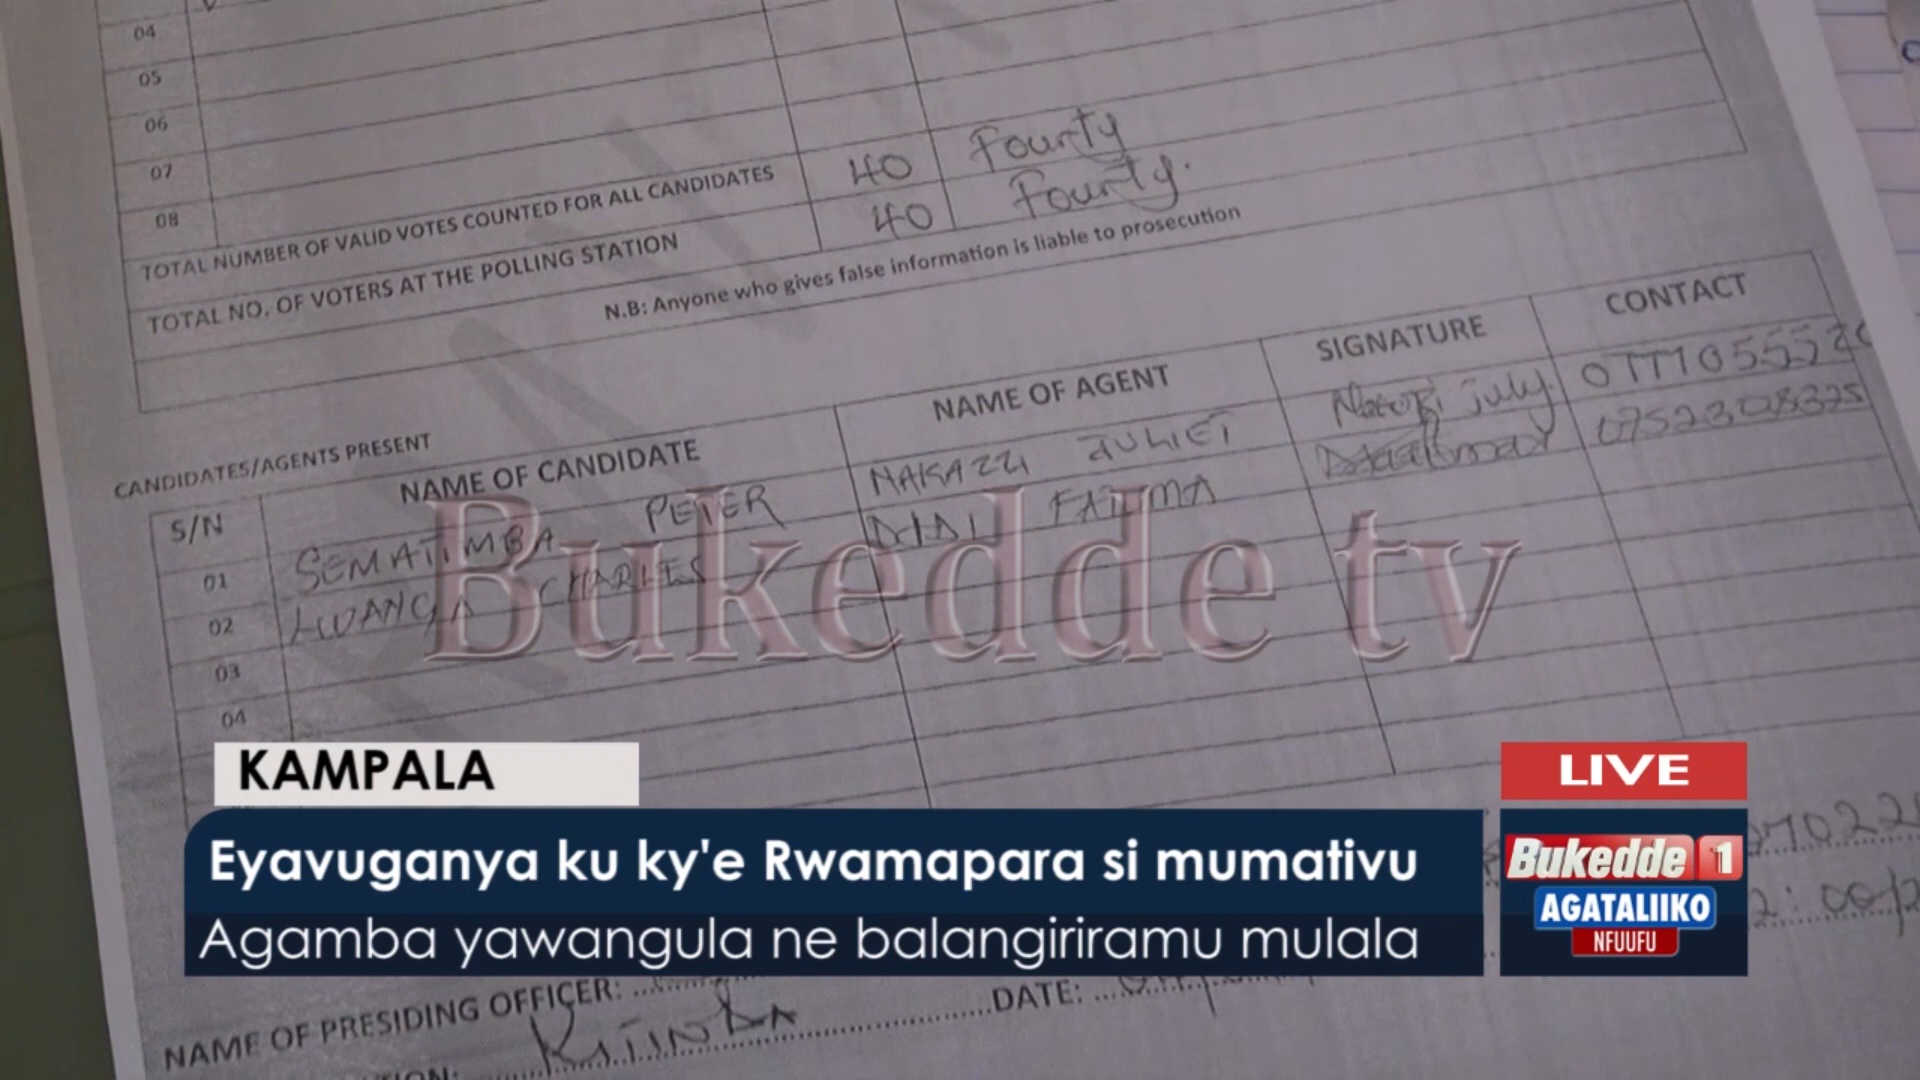 04
05
06
07
08
TOTAL NUMBER OF VALID VOTES COUNTED FOR ALL CANDIDATES 40 Fourty
TOTAL NO. OF VOTERS AT THE POLLING STATION 40 Fourty.
N.B: Anyone who gives false information is liable to prosecution
CANDIDATES/AGENTS PRESENT
S/N NAME OF CANDIDATE NAME OF AGENT SIGNATURE CONTACT
01 SEMATIMBA PETER NAKAZZI JULIET July
02 LWANGA CHARLES FATUMA 0752308325
03
04
Bukedde tv
KAMPALA
Eyavuganya ku ky'e Rwamapara si mumativu
Agamba yawangula ne balangiriramu mulala
LIVE
Bukedde 1
AGATALIIKO
NFUUFU
NAME OF PRESIDING OFFICER:
DATE: